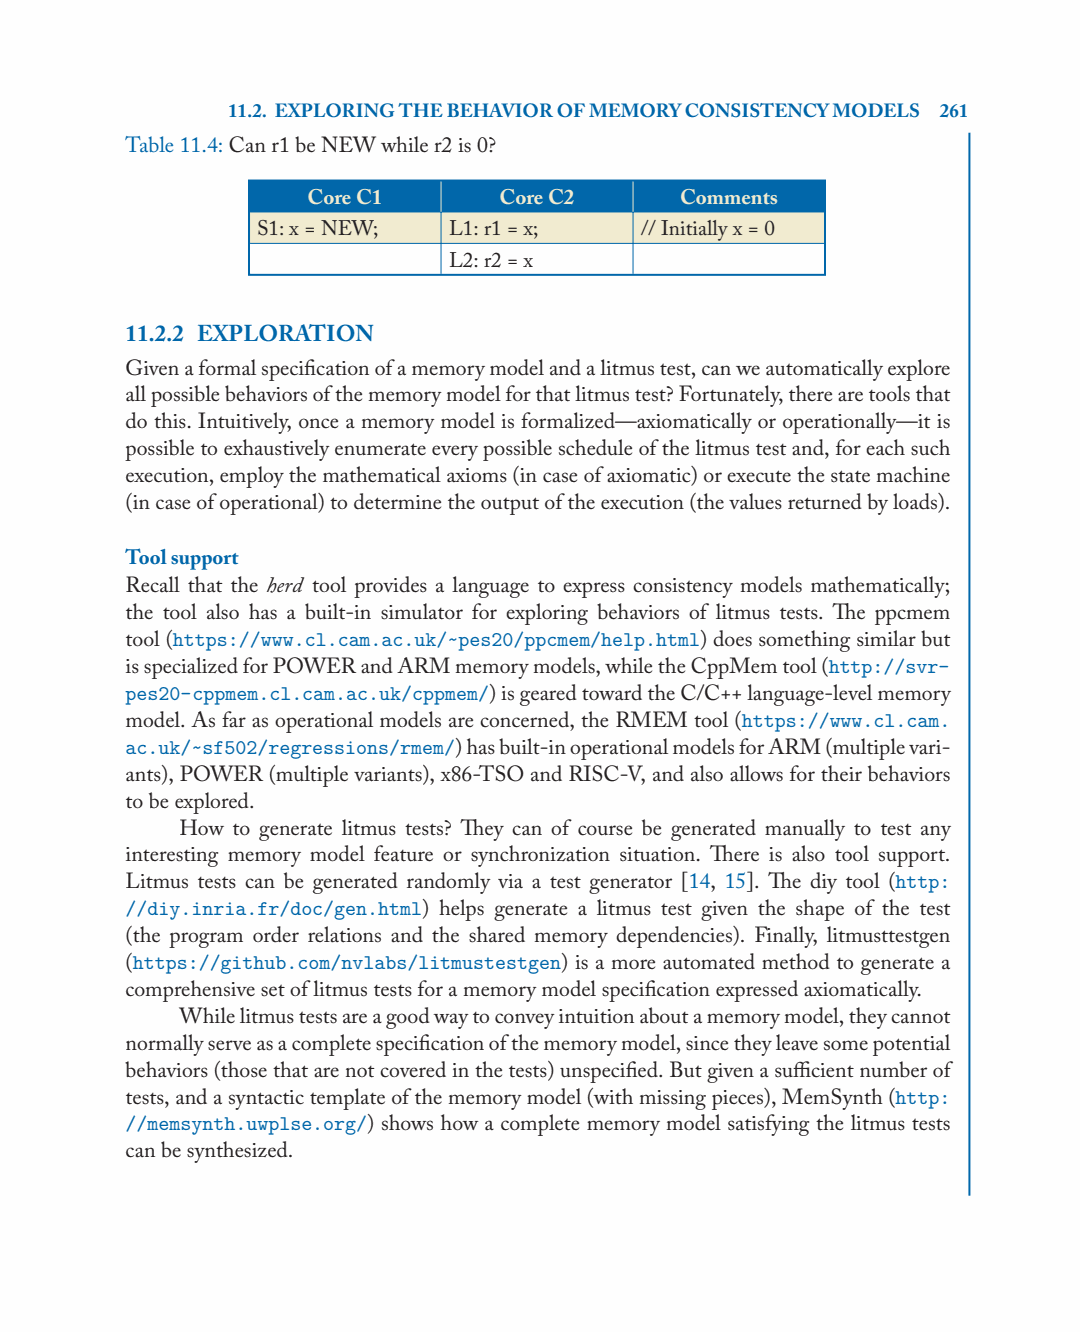 11.2. EXPLORING THE BEHAVIOR OF MEMORY CONSISTENCY MODELS 261
Table 11.4: Can r1 be NEW while r2 is 0?
Core C1 Core C2 Comments
S1: x = NEW; L1: r1 = x; // Initially x = 0
L2: r2 = x
11.2.2 EXPLORATION
Given a formal specification of a memory model and a litmus test, can we automatically explore
all possible behaviors of the memory model for that litmus test? Fortunately, there are tools that
do this. Intuitively, once a memory model is formalized—axiomatically or operationally—it is
possible to exhaustively enumerate every possible schedule of the litmus test and, for each such
execution, employ the mathematical axioms (in case of axiomatic) or execute the state machine
(in case of operational) to determine the output of the execution (the values returned by loads).
Tool support
Recall that the herd tool provides a language to express consistency models mathematically;
the tool also has a built-in simulator for exploring behaviors of litmus tests. The ppcmem
tool (https://www.cl.cam.ac.uk/~pes20/ppcmem/help.html) does something similar but
is specialized for POWER and ARM memory models, while the CppMem tool (http://svr-
pes20-cppmem.cl.cam.ac.uk/cppmem/) is geared toward the C/C++ language-level memory
model. As far as operational models are concerned, the RMEM tool (https://www.cl.cam.
ac.uk/~sf502/regressions/rmem/) has built-in operational models for ARM (multiple vari-
ants), POWER (multiple variants), x86-TSO and RISC-V, and also allows for their behaviors
to be explored.
How to generate litmus tests? They can of course be generated manually to test any
interesting memory model feature or synchronization situation. There is also tool support.
Litmus tests can be generated randomly via a test generator [14, 15]. The diy tool (http:
//diy.inria.fr/doc/gen.html) helps generate a litmus test given the shape of the test
(the program order relations and the shared memory dependencies). Finally, litmusttestgen
(https://github.com/nvlabs/litmustestgen) is a more automated method to generate a
comprehensive set of litmus tests for a memory model specification expressed axiomatically.
While litmus tests are a good way to convey intuition about a memory model, they cannot
normally serve as a complete specification of the memory model, since they leave some potential
behaviors (those that are not covered in the tests) unspecified. But given a sufficient number of
tests, and a syntactic template of the memory model (with missing pieces), MemSynth (http:
//memsynth.uwplse.org/) shows how a complete memory model satisfying the litmus tests
can be synthesized.